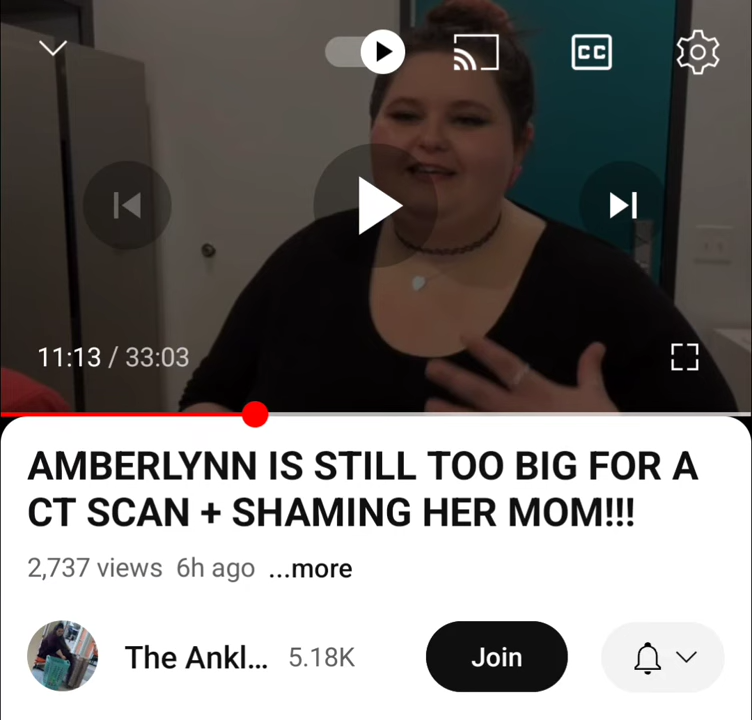 CC
11:13 / 33:03
AMBERLYNN IS STILL TOO BIG FOR A
CT SCAN + SHAMING HER MOM!!!
2,737 views 6h ago ...more
The Ankl... 5.18K Join